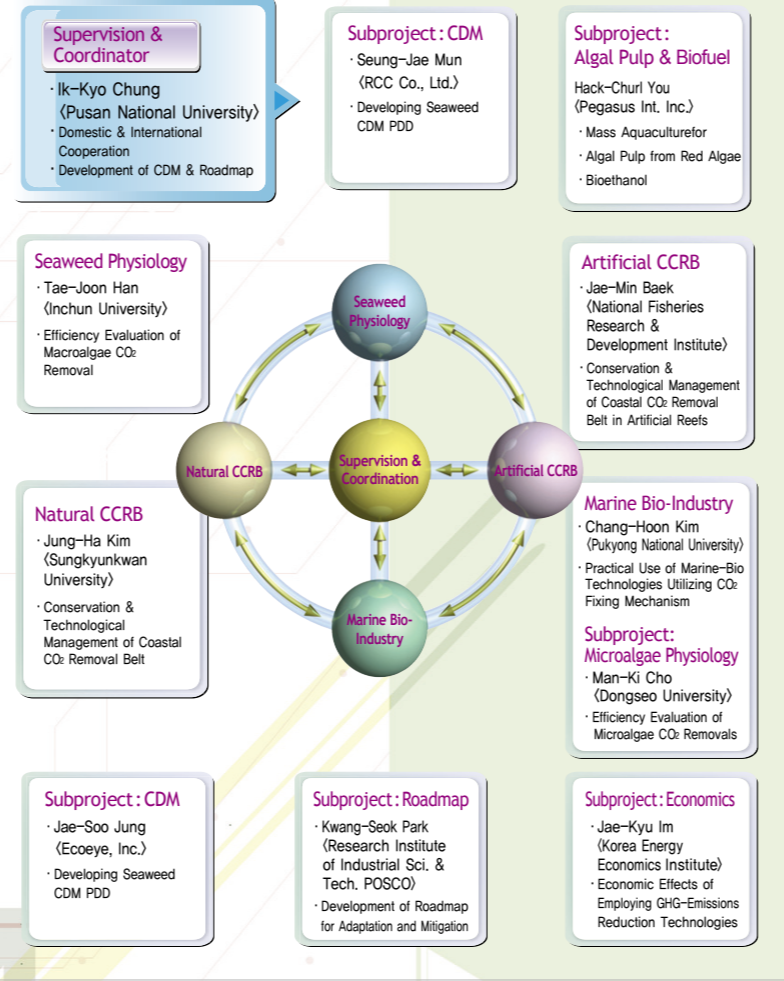 Supervision &
Coordinator
· Ik-Kyo Chung
〈Pusan National University〉
· Domestic & International
Cooperation
· Development of CDM & Roadmap
Subproject : CDM
· Seung-Jae Mun
〈RCC Co., Ltd.〉
· Developing Seaweed
CDM PDD
Subproject :
Algal Pulp & Biofuel
Hack-Churl You
〈Pegasus Int. Inc.〉
· Mass Aquaculturefor
· Algal Pulp from Red Algae
· Bioethanol
Seaweed Physiology
· Tae-Joon Han
〈Inchun University〉
· Efficiency Evaluation of
Macroalgae CO₂
Removal
Artificial CCRB
· Jae-Min Baek
〈National Fisheries
Research &
Development Institute〉
· Conservation &
Technological Management
of Coastal CO₂ Removal
Belt in Artificial Reefs
Seaweed
Physiology
Natural CCRB
Supervision &
Coordination
Artificial CCRB
Marine Bio-
Industry
Natural CCRB
· Jung-Ha Kim
〈Sungkyunkwan
University〉
· Conservation &
Technological
Management of Coastal
CO₂ Removal Belt
Marine Bio-Industry
· Chang-Hoon Kim
〈Pukyong National University〉
· Practical Use of Marine-Bio
Technologies Utilizing CO₂
Fixing Mechanism
Subproject:
Microalgae Physiology
· Man-Ki Cho
〈Dongseo University〉
· Efficiency Evaluation of
Microalgae CO₂ Removals
Subproject : CDM
· Jae-Soo Jung
〈Ecoeye, Inc.〉
· Developing Seaweed
CDM PDD
Subproject : Roadmap
· Kwang-Seok Park
〈Research Institute
of Industrial Sci. &
Tech. POSCO〉
· Development of Roadmap
for Adaptation and Mitigation
Subproject : Economics
· Jae-Kyu Im
〈Korea Energy
Economics Institute〉
· Economic Effects of
Employing GHG-Emissions
Reduction Technologies